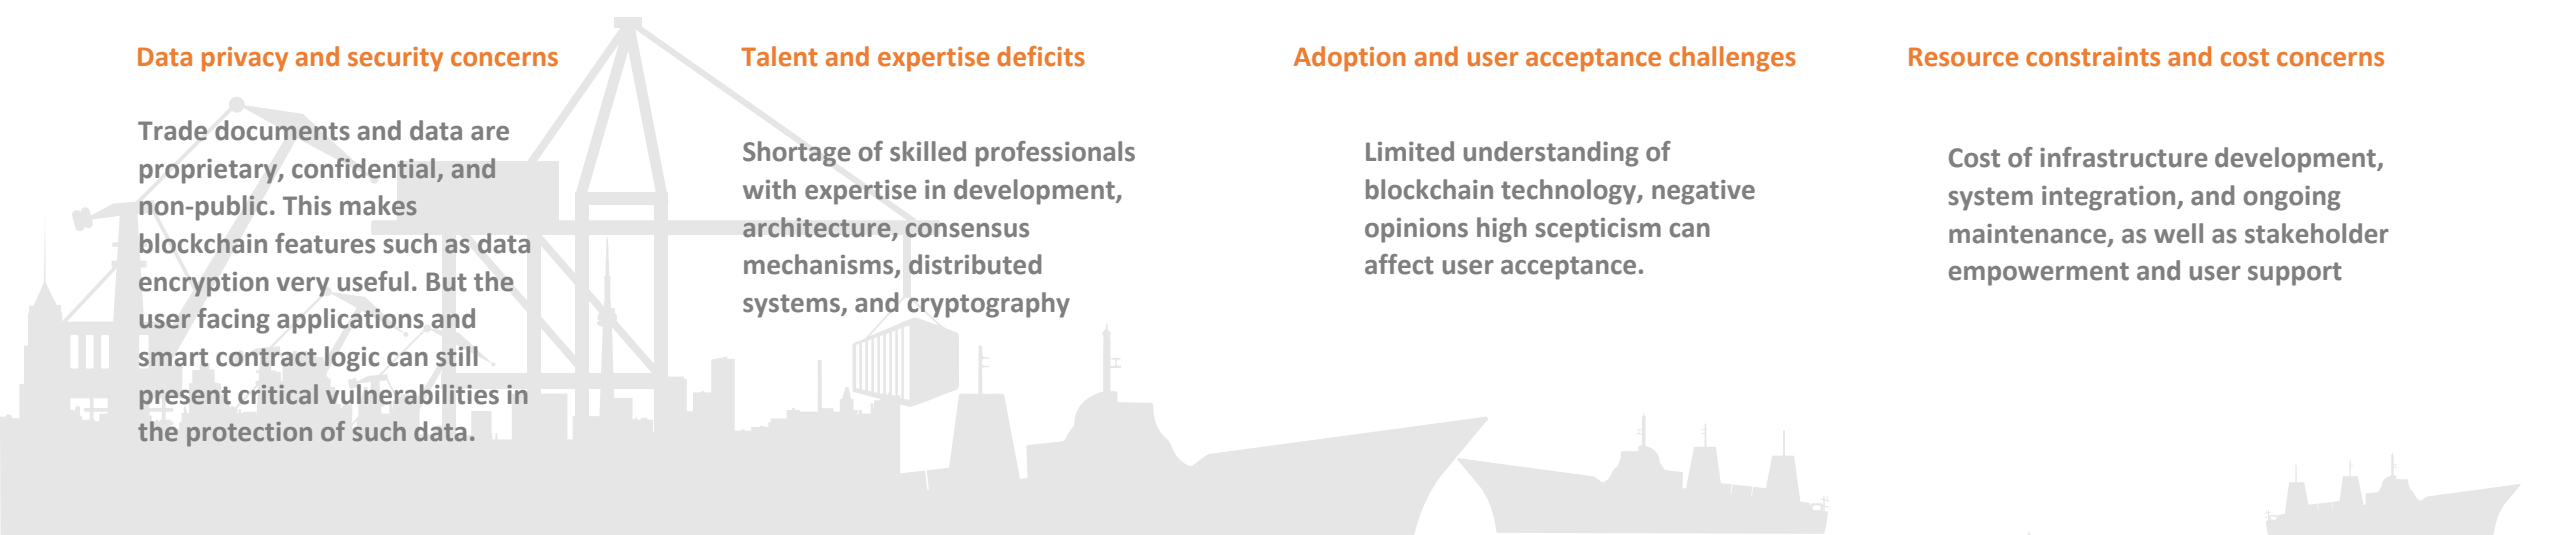 Data privacy and security concerns
Trade documents and data are
proprietary, confidential, and
non-public. This makes
blockchain features such as data
encryption very useful. But the
user facing applications and
smart contract logic can still
present critical vulnerabilities in
the protection of such data.
Talent and expertise deficits
Shortage of skilled professionals
with expertise in development,
architecture, consensus
mechanisms, distributed
systems, and cryptography
Adoption and user acceptance challenges
Limited understanding of
blockchain technology, negative
opinions high scepticism can
affect user acceptance.
Resource constraints and cost concerns
Cost of infrastructure development,
system integration, and ongoing
maintenance, as well as stakeholder
empowerment and user support